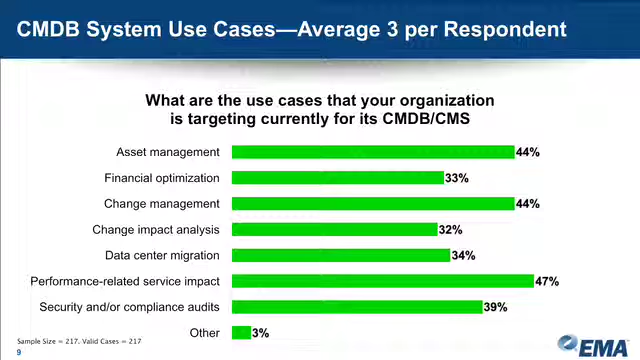 CMDB System Use Cases—Average 3 per Respondent
What are the use cases that your organization
is targeting currently for its CMDB/CMS
Asset management 44%
Financial optimization 33%
Change management 44%
Change impact analysis 32%
Data center migration 34%
Performance-related service impact 47%
Security and/or compliance audits 39%
Other 3%
Sample Size = 217, Valid Cases = 217
9
EMA